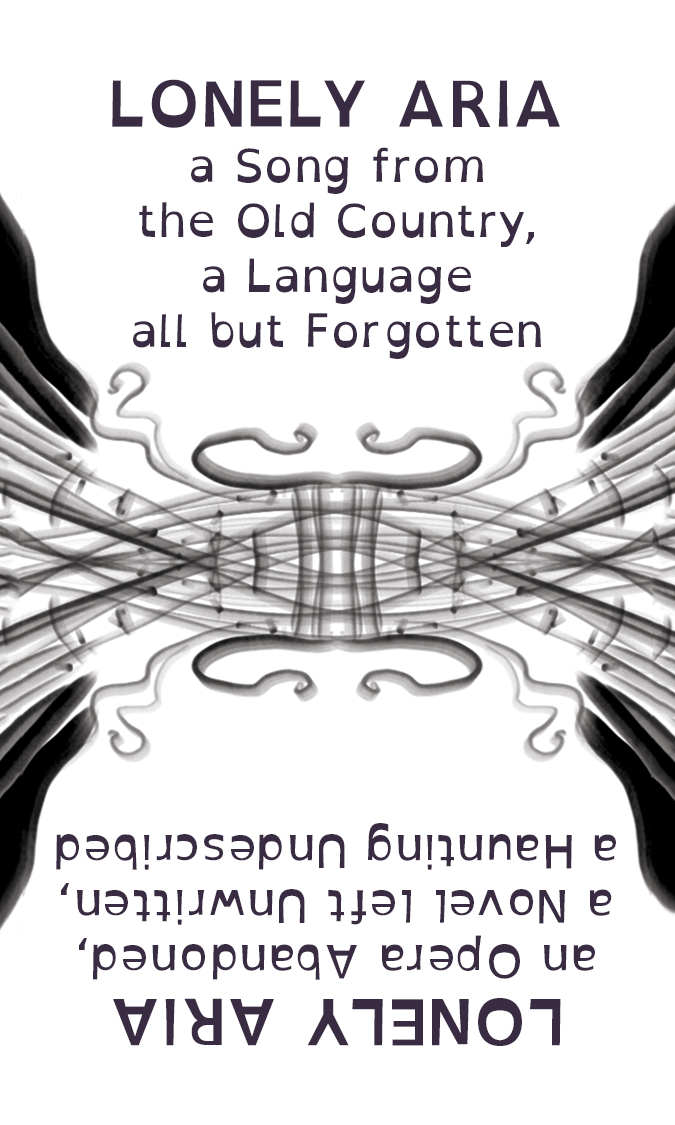 LONELY ARIA
a Song from
the Old Country,
a Language
all but Forgotten
LONELY ARIA
an Opera Abandoned,
a Novel left Unwritten,
a Haunting Undescribed